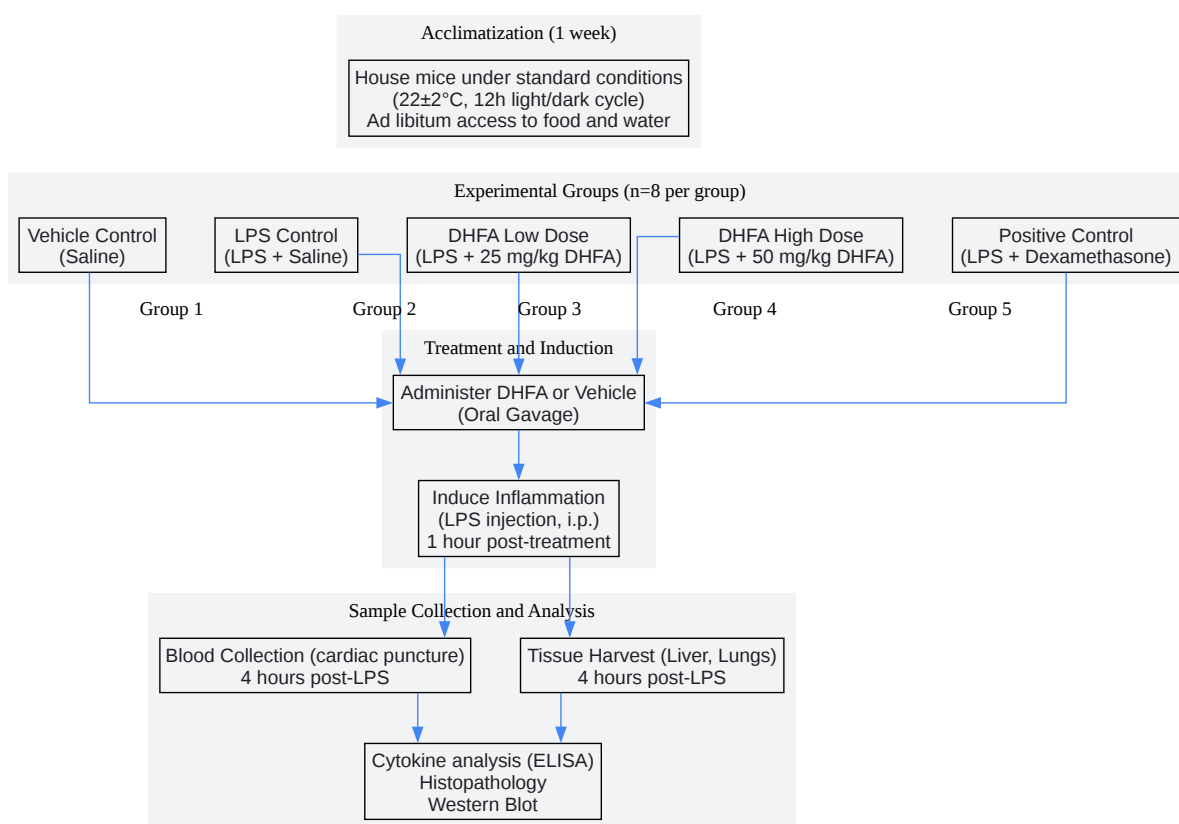 Acclimatization (1 week)
House mice under standard conditions
(22±2°C, 12h light/dark cycle)
Ad libitum access to food and water
Experimental Groups (n=8 per group)
Vehicle Control
(Saline)
LPS Control
(LPS + Saline)
DHFA Low Dose
(LPS + 25 mg/kg DHFA)
DHFA High Dose
(LPS + 50 mg/kg DHFA)
Positive Control
(LPS + Dexamethasone)
Group 1
Group 2
Group 3
Group 4
Group 5
Treatment and Induction
Administer DHFA or Vehicle
(Oral Gavage)
Induce Inflammation
(LPS injection, i.p.)
1 hour post-treatment
Sample Collection and Analysis
Blood Collection (cardiac puncture)
4 hours post-LPS
Tissue Harvest (Liver, Lungs)
4 hours post-LPS
Cytokine analysis (ELISA)
Histopathology
Western Blot